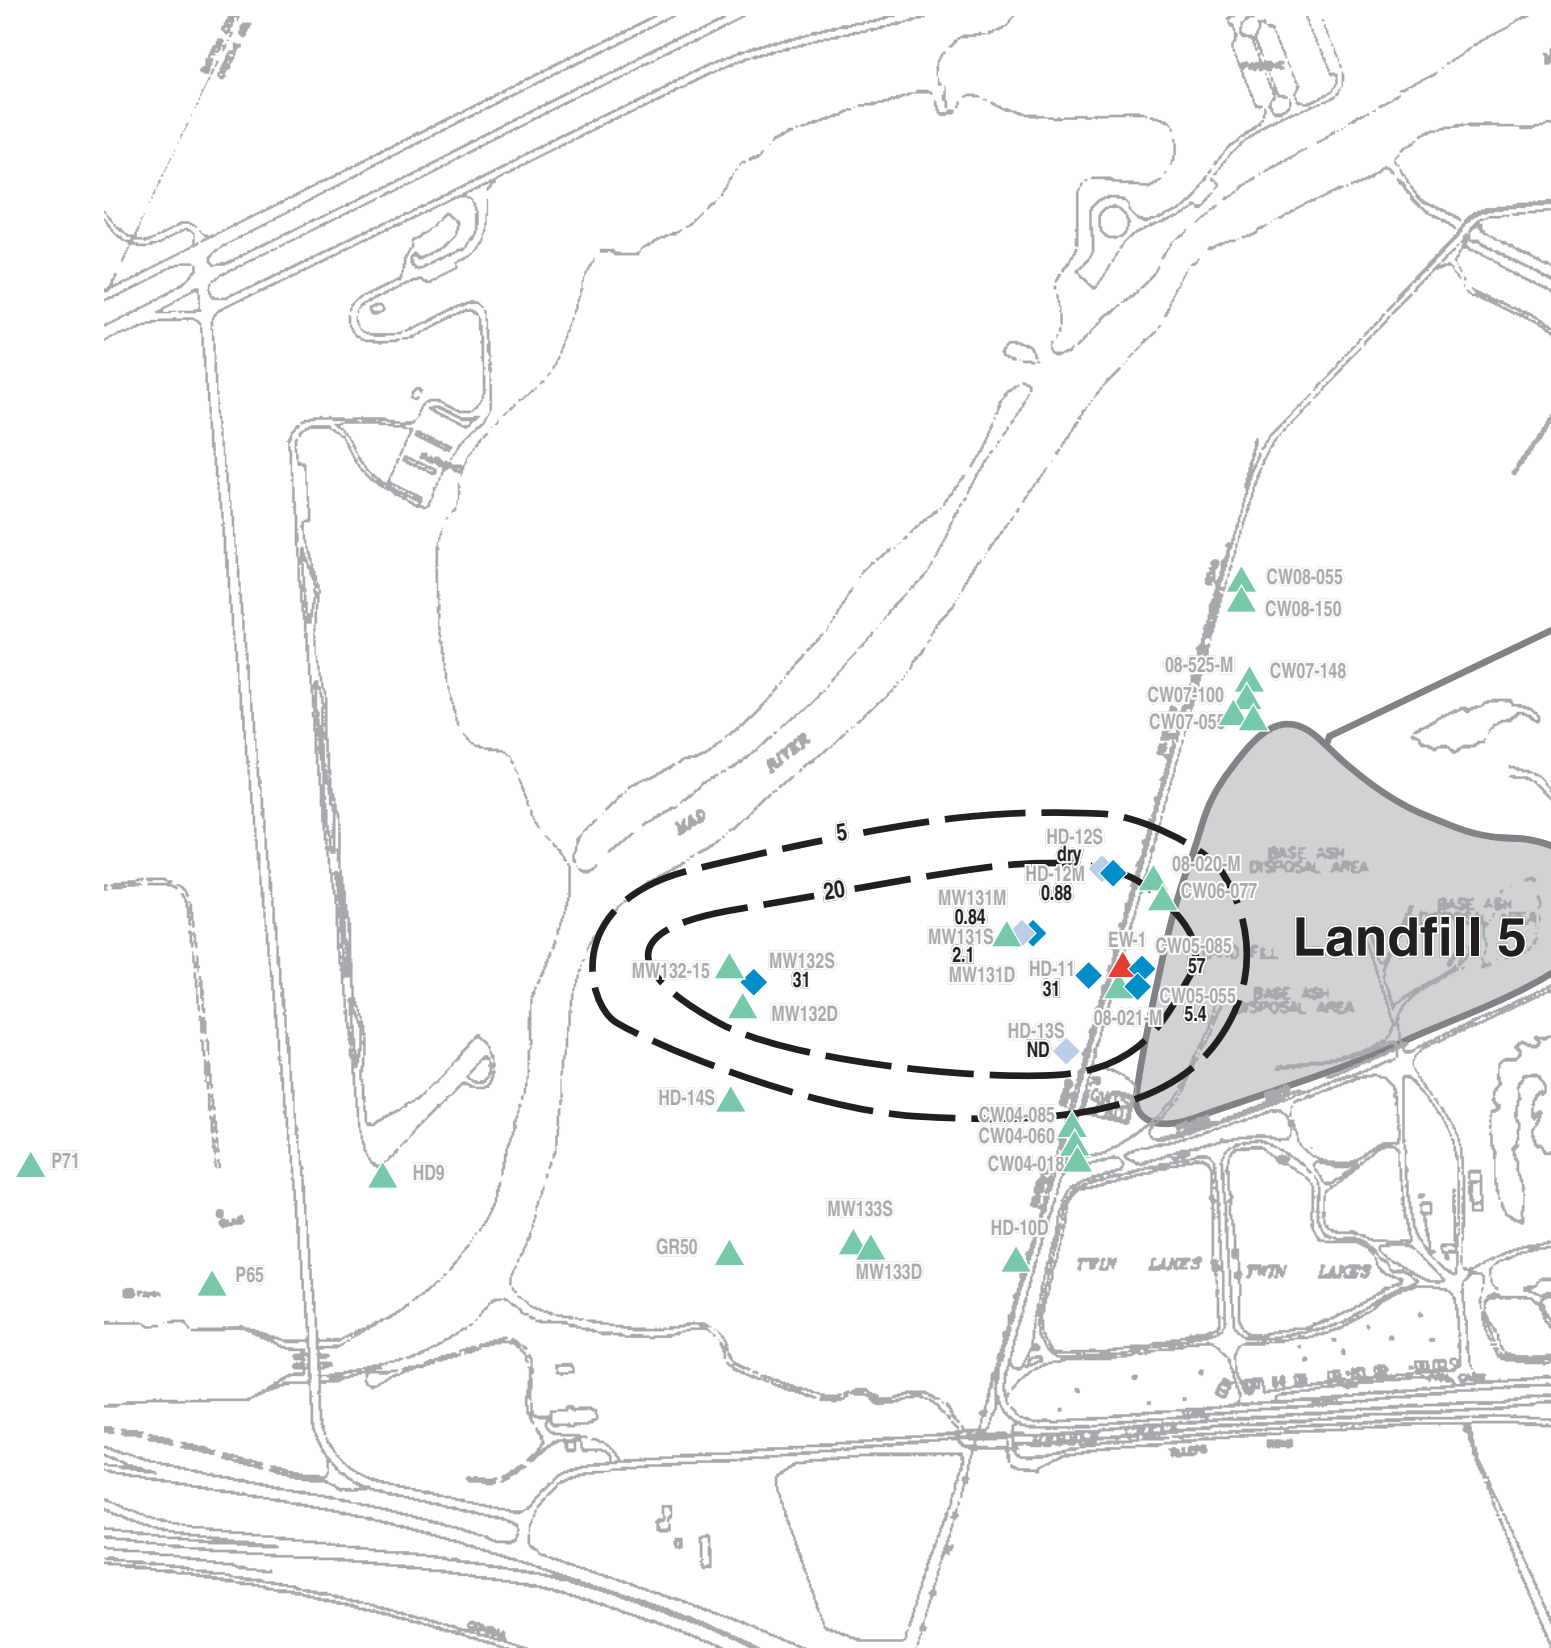 CW08-055
CW08-150
08-525-M
CW07-148
CW07-100
CW07-055
RIVER
MAD
5
HD-12S
dry
HD-12M
0.88
08-020-M
CW06-077
BASE ASH
DISPOSAL AREA
BASE ASH
20
MW131M
0.84
MW131S
2.1
MW131D
EW-1
CW05-085
57
Landfill 5
HD-11
31
MW132-15
MW132S
31
MW132D
CW05-055
5.4
BASE ASH
DISPOSAL AREA
08-021-M
HD-13S
ND
HD-14S
CW04-085
CW04-060
CW04-018
P71
HD9
MW133S
HD-10D
GR50
MW133D
P65
TWIN LAKES
TWIN LAKES